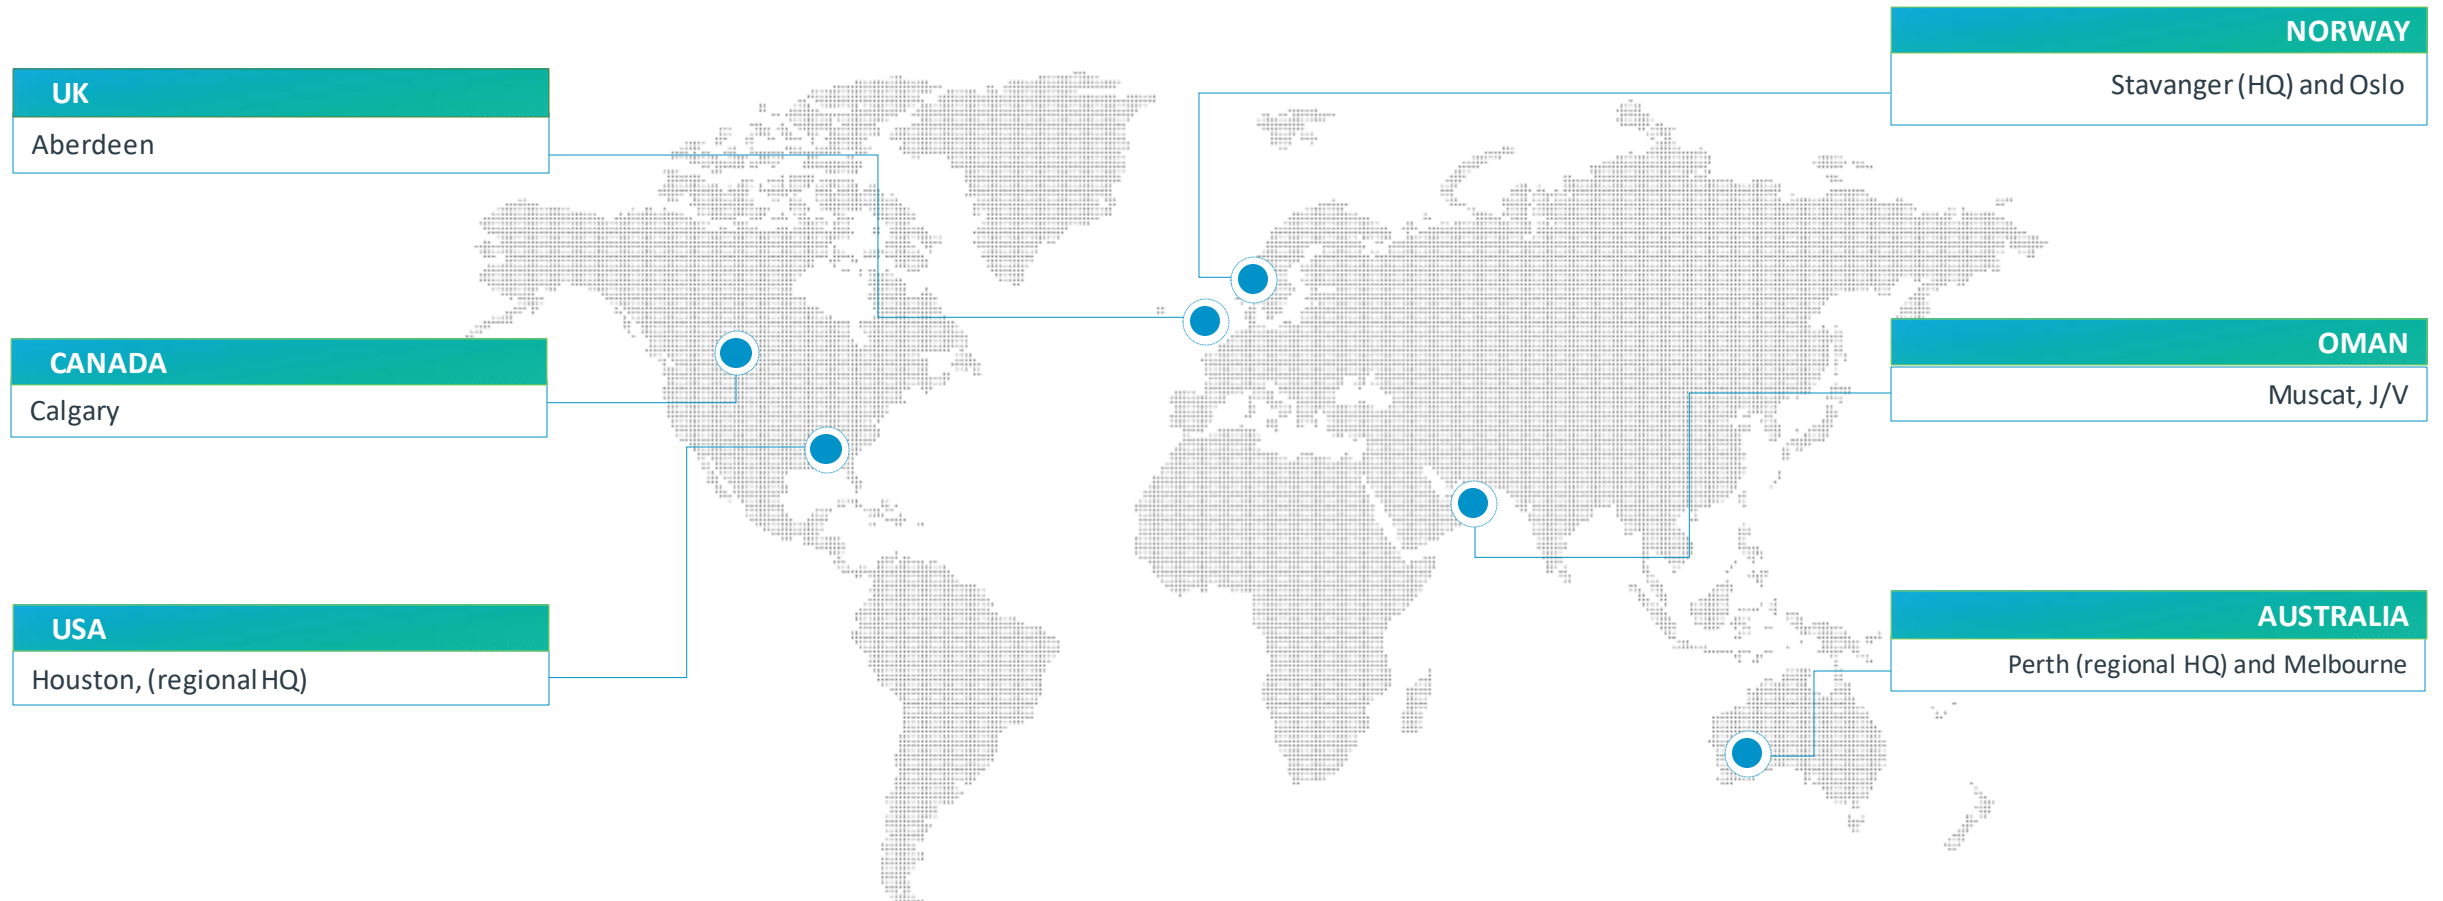 UK
Aberdeen
CANADA
Calgary
USA
Houston, (regional HQ)
NORWAY
Stavanger (HQ) and Oslo
OMAN
Muscat, J/V
AUSTRALIA
Perth (regional HQ) and Melbourne